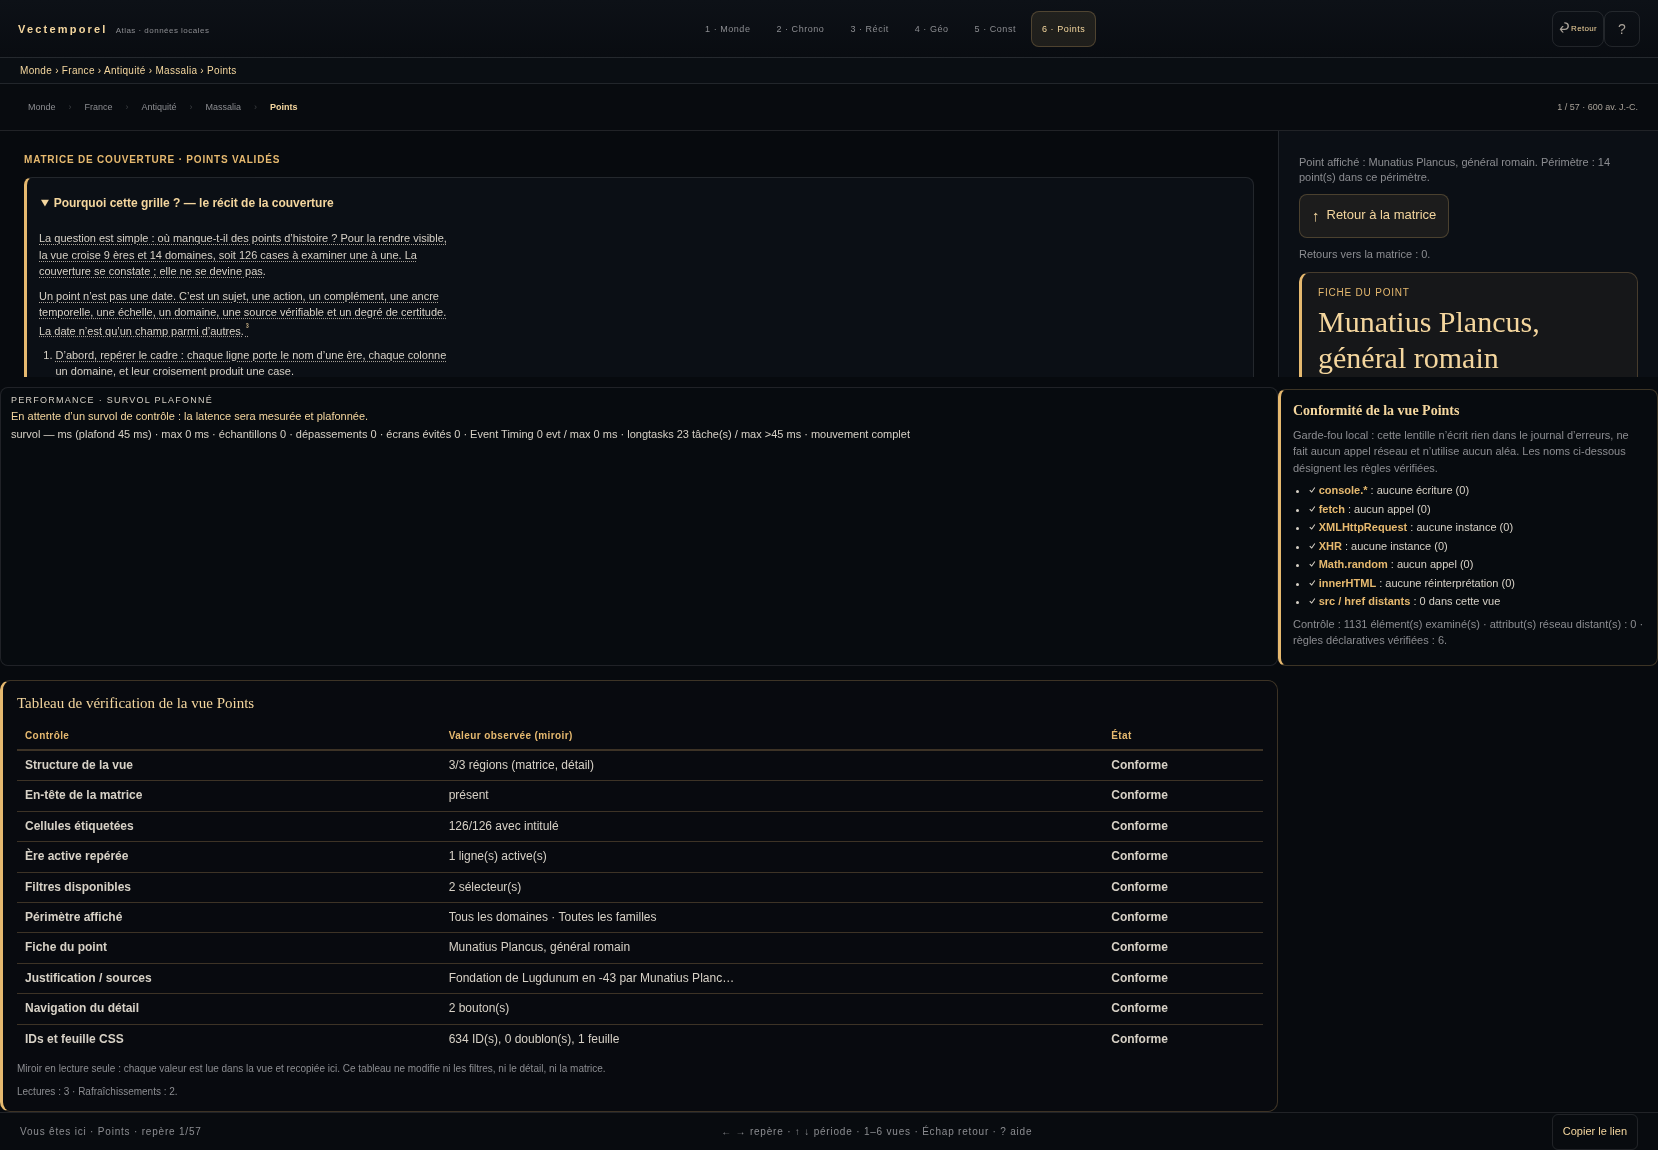 Vectemporel Atlas · données locales
1 · Monde 2 · Chrono 3 · Récit 4 · Géo 5 · Const 6 · Points
Retour ?
Monde › France › Antiquité › Massalia › Points
Monde › France › Antiquité › Massalia › Points
1 / 57 · 600 av. J.-C.
MATRICE DE COUVERTURE · POINTS VALIDÉS
▼ Pourquoi cette grille ? — le récit de la couverture
La question est simple : où manque-t-il des points d’histoire ? Pour la rendre visible,
la vue croise 9 ères et 14 domaines, soit 126 cases à examiner une à une. La
couverture se constate ; elle ne se devine pas.
Un point n’est pas une date. C’est un sujet, une action, un complément, une ancre
temporelle, une échelle, un domaine, une source vérifiable et un degré de certitude.
La date n’est qu’un champ parmi d’autres.
1. D’abord, repérer le cadre : chaque ligne porte le nom d’une ère, chaque colonne
un domaine, et leur croisement produit une case.
Point affiché : Munatius Plancus, général romain. Périmètre : 14
point(s) dans ce périmètre.
↑ Retour à la matrice
Retours vers la matrice : 0.
FICHE DU POINT
Munatius Plancus,
général romain
PERFORMANCE · SURVOL PLAFONNÉ
En attente d’un survol de contrôle : la latence sera mesurée et plafonnée.
survol — ms (plafond 45 ms) · max 0 ms · échantillons 0 · dépassements 0 · écrans évités 0 · Event Timing 0 evt / max 0 ms · longtasks 23 tâche(s) / max >45 ms · mouvement complet
Conformité de la vue Points
Garde-fou local : cette lentille n’écrit rien dans le journal d’erreurs, ne
fait aucun appel réseau et n’utilise aucun aléa. Les noms ci-dessous
désignent les règles vérifiées.
• ✓ console.* : aucune écriture (0)
• ✓ fetch : aucun appel (0)
• ✓ XMLHttpRequest : aucune instance (0)
• ✓ XHR : aucune instance (0)
• ✓ Math.random : aucun appel (0)
• ✓ innerHTML : aucune réinterprétation (0)
• ✓ src / href distants : 0 dans cette vue
Contrôle : 1131 élément(s) examiné(s) · attribut(s) réseau distant(s) : 0 ·
règles déclaratives vérifiées : 6.
Tableau de vérification de la vue Points
Contrôle Valeur observée (miroir) État
Structure de la vue 3/3 régions (matrice, détail) Conforme
En-tête de la matrice présent Conforme
Cellules étiquetées 126/126 avec intitulé Conforme
Ère active repérée 1 ligne(s) active(s) Conforme
Filtres disponibles 2 sélecteur(s) Conforme
Périmètre affiché Tous les domaines · Toutes les familles Conforme
Fiche du point Munatius Plancus, général romain Conforme
Justification / sources Fondation de Lugdunum en -43 par Munatius Planc… Conforme
Navigation du détail 2 bouton(s) Conforme
IDs et feuille CSS 634 ID(s), 0 doublon(s), 1 feuille Conforme
Miroir en lecture seule : chaque valeur est lue dans la vue et recopiée ici. Ce tableau ne modifie ni les filtres, ni le détail, ni la matrice.
Lectures : 3 · Rafraîchissements : 2.
Vous êtes ici · Points · repère 1/57
← → repère · ↑ ↓ période · 1–6 vues · Échap retour · ? aide
Copier le lien